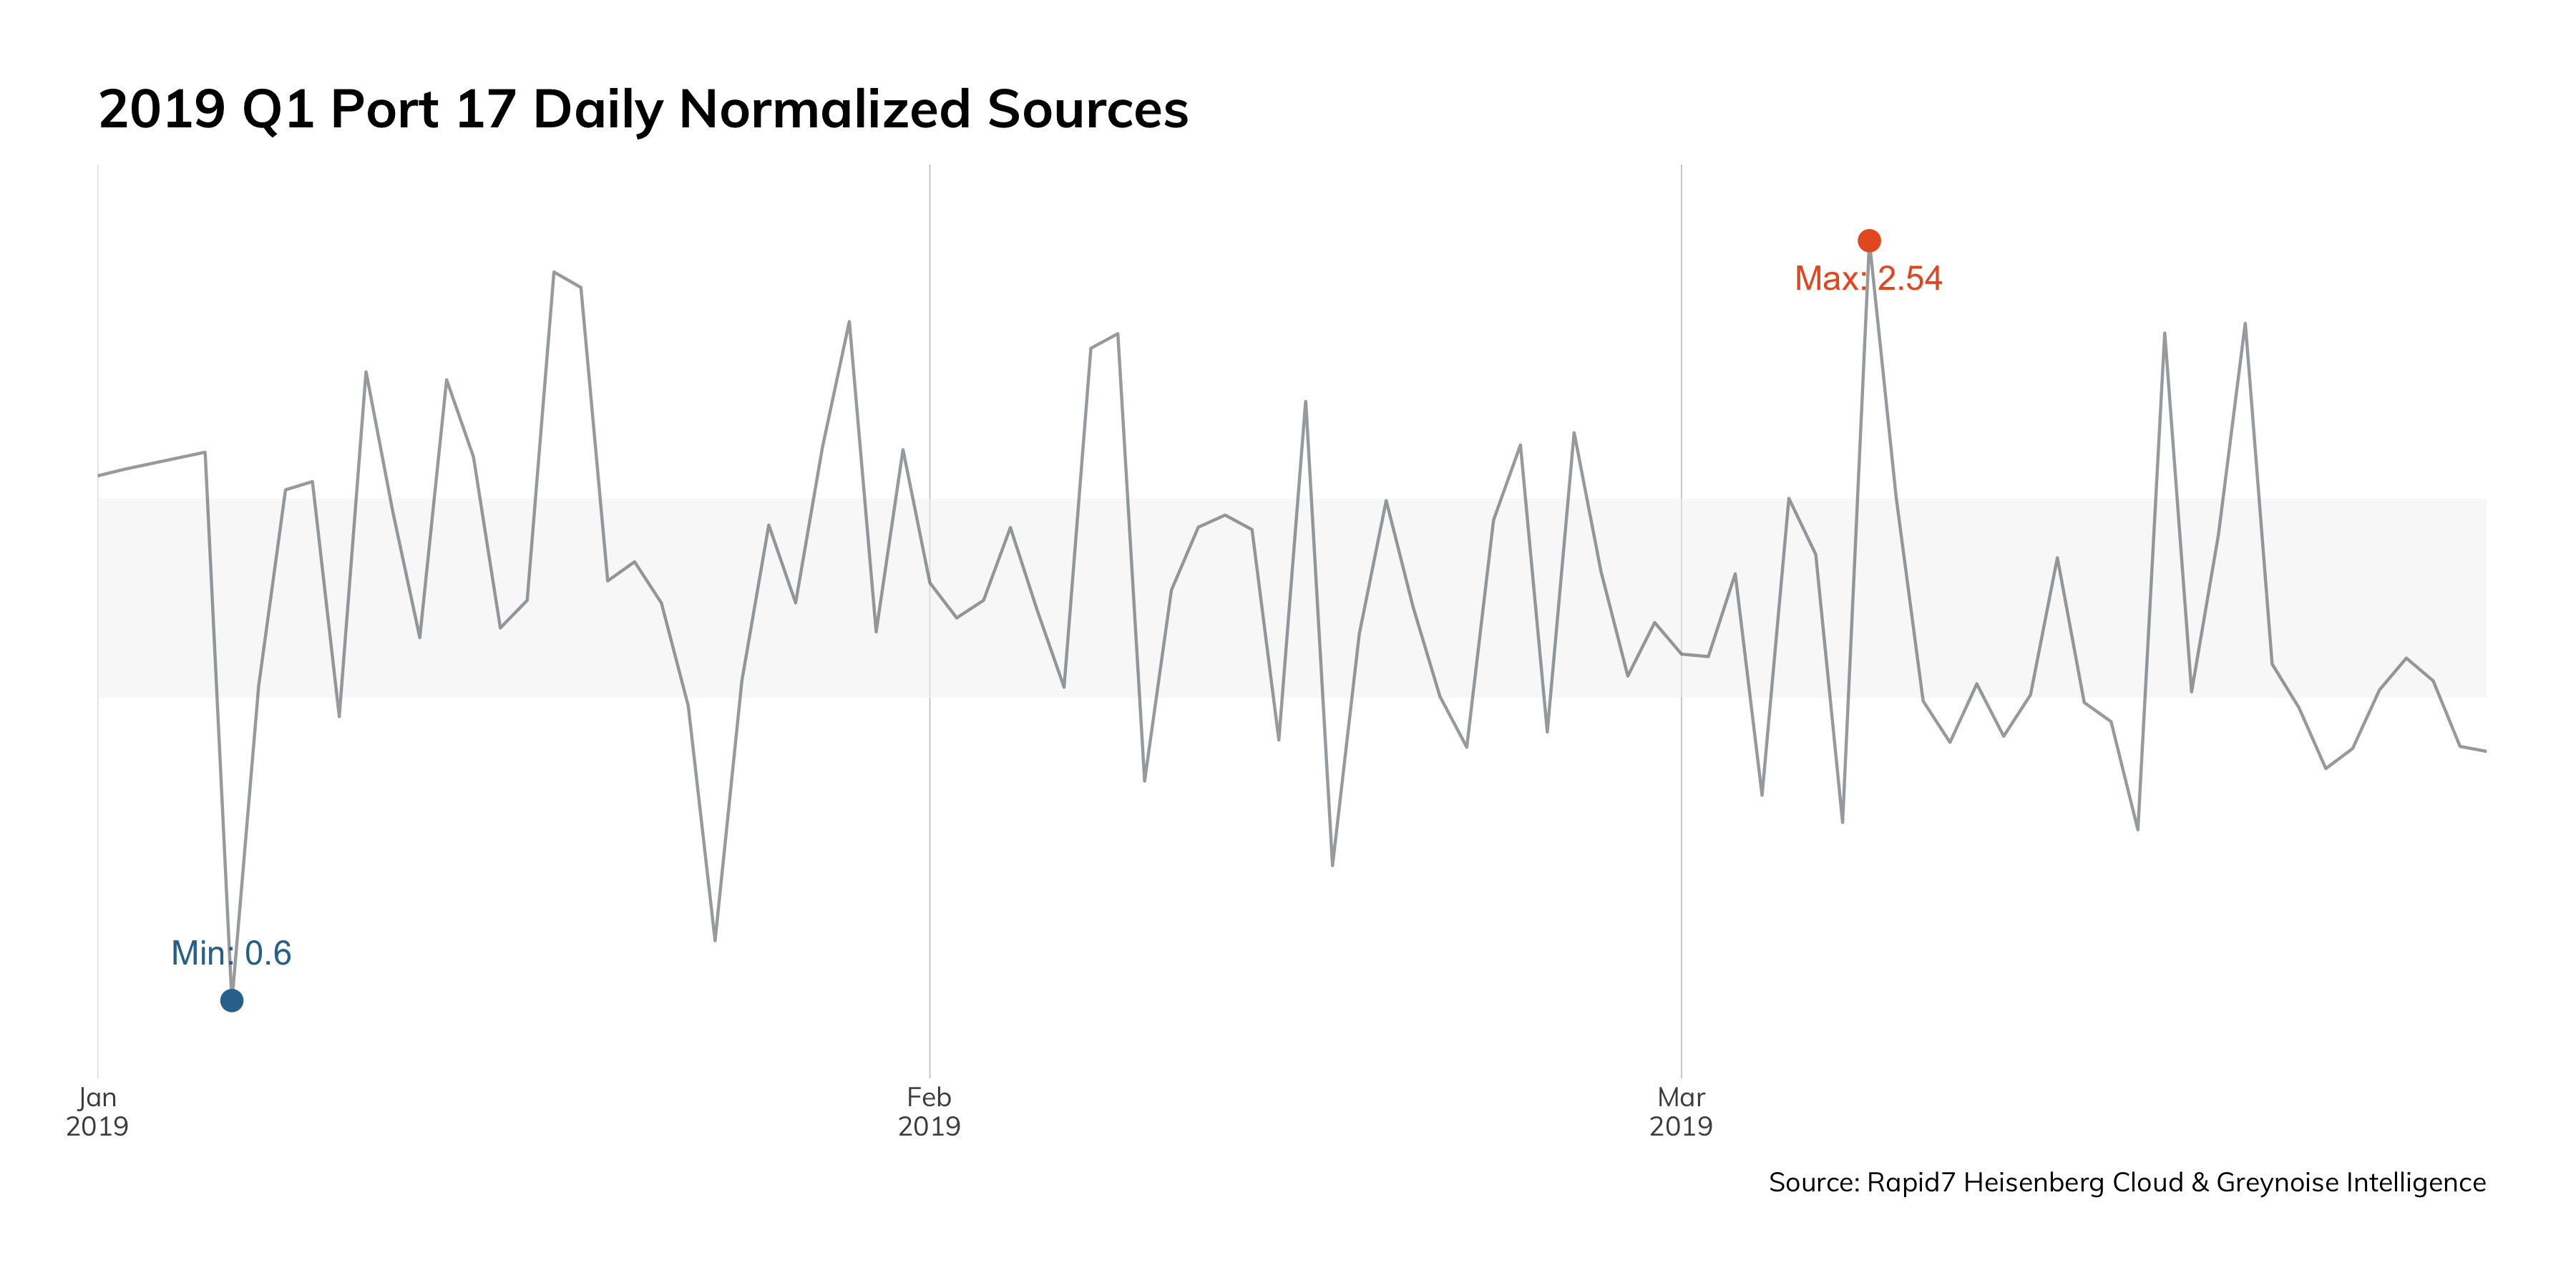 2019 Q1 Port 17 Daily Normalized Sources
Max: 2.54
Min: 0.6
Jan
2019
Feb
2019
Mar
2019
Source: Rapid7 Heisenberg Cloud & Greynoise Intelligence